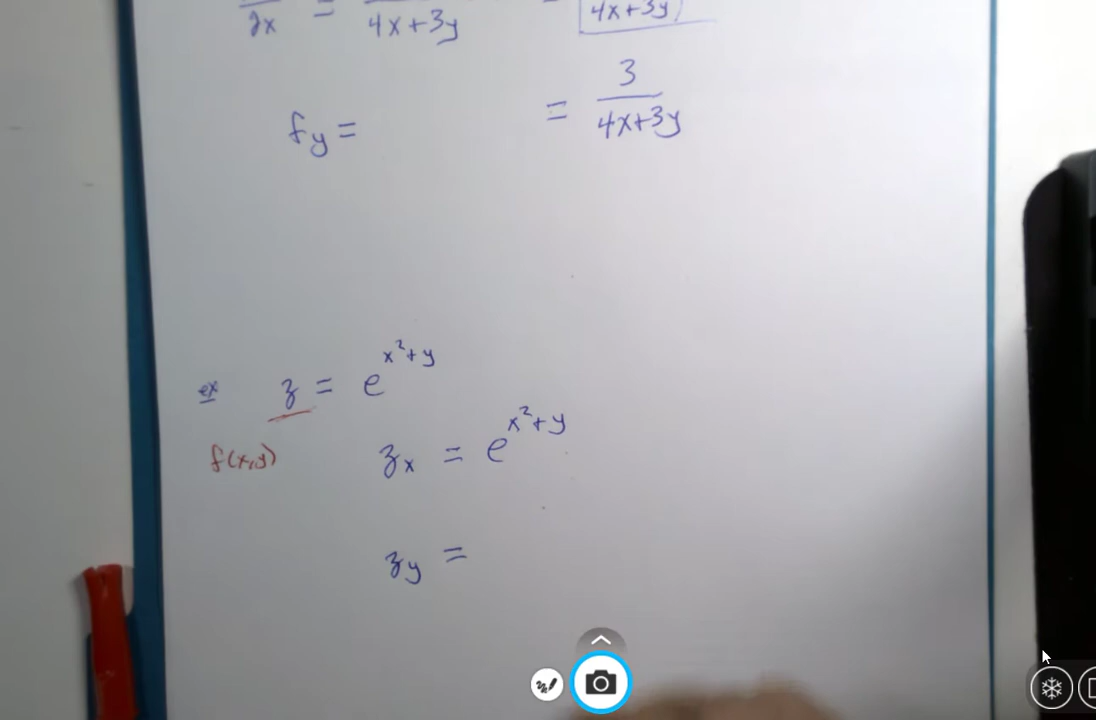 ∂x = 4x+3y = 4x+3y
f_y = = 3/(4x+3y)
ex z = e^(x²+y)
f(x,y) z_x = e^(x²+y)
z_y =